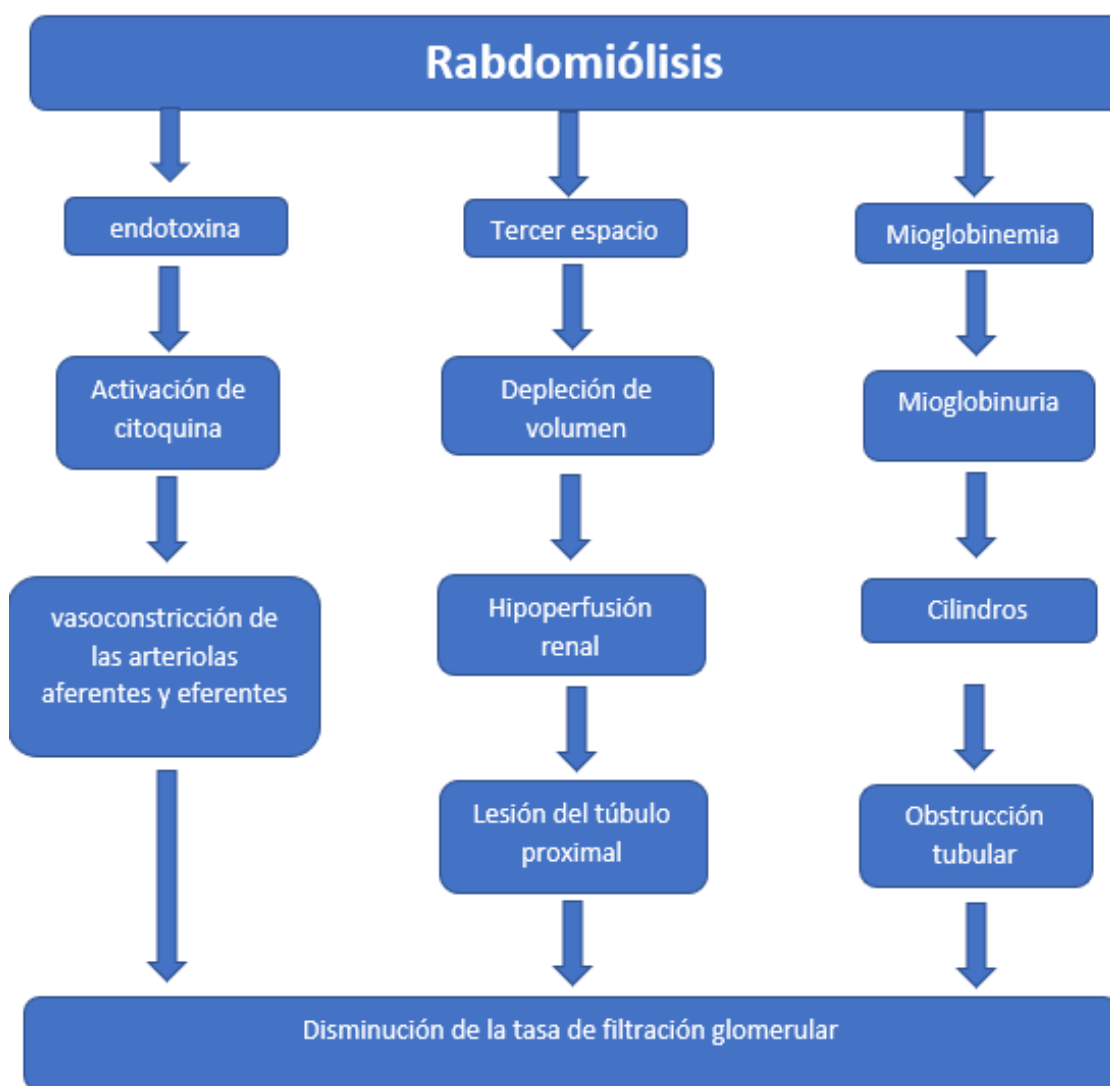 Rabdomiólisis
endotoxina
Tercer espacio
Mioglobinemia
Activación de
citoquina
Depleción de
volumen
Mioglobinuria
vasoconstricción de
las arteriolas
aferentes y eferentes
Hipoperfusión
renal
Cilindros
Lesión del túbulo
proximal
Obstrucción
tubular
Disminución de la tasa de filtración glomerular